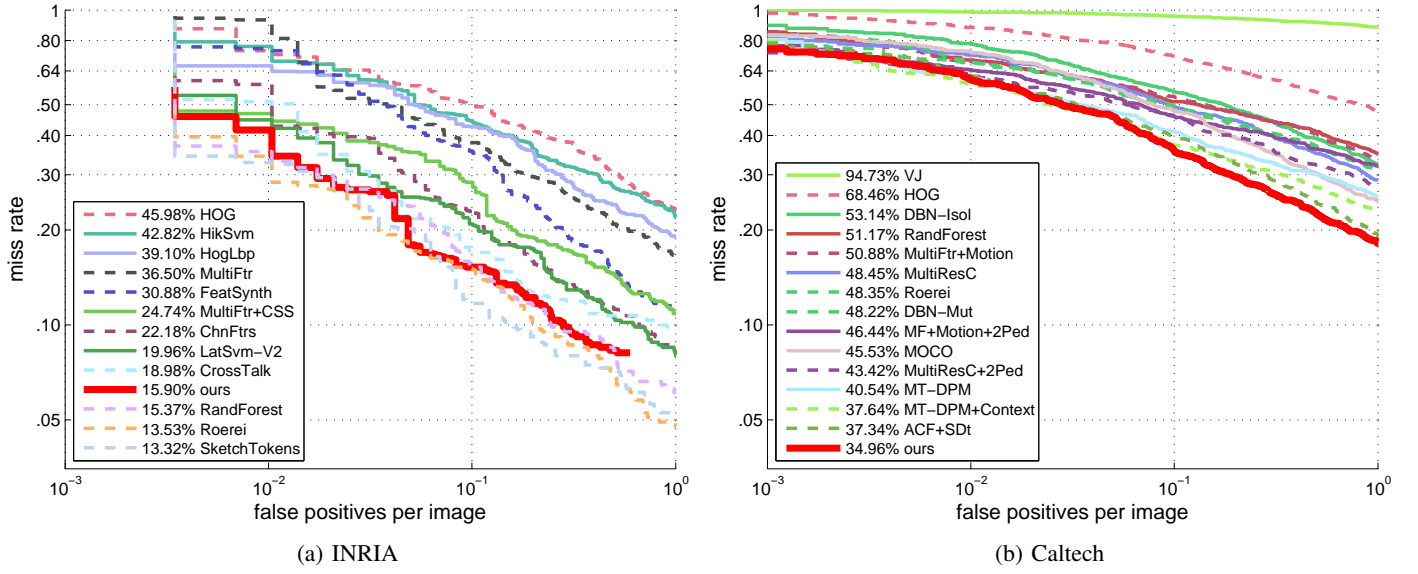 1
.80
.64
.50
.40
.30
.20
.10
.05
miss rate
45.98% HOG
42.82% HikSvm
39.10% HogLbp
36.50% MultiFtr
30.88% FeatSynth
24.74% MultiFtr+CSS
22.18% ChnFtrs
19.96% LatSvm−V2
18.98% CrossTalk
15.90% ours
15.37% RandForest
13.53% Roerei
13.32% SketchTokens
10−3
10−2
10−1
100
false positives per image
(a) INRIA
1
.80
.64
.50
.40
.30
.20
.10
.05
miss rate
94.73% VJ
68.46% HOG
53.14% DBN−Isol
51.17% RandForest
50.88% MultiFtr+Motion
48.45% MultiResC
48.35% Roerei
48.22% DBN−Mut
46.44% MF+Motion+2Ped
45.53% MOCO
43.42% MultiResC+2Ped
40.54% MT−DPM
37.64% MT−DPM+Context
37.34% ACF+SDt
34.96% ours
10−3
10−2
10−1
100
false positives per image
(b) Caltech